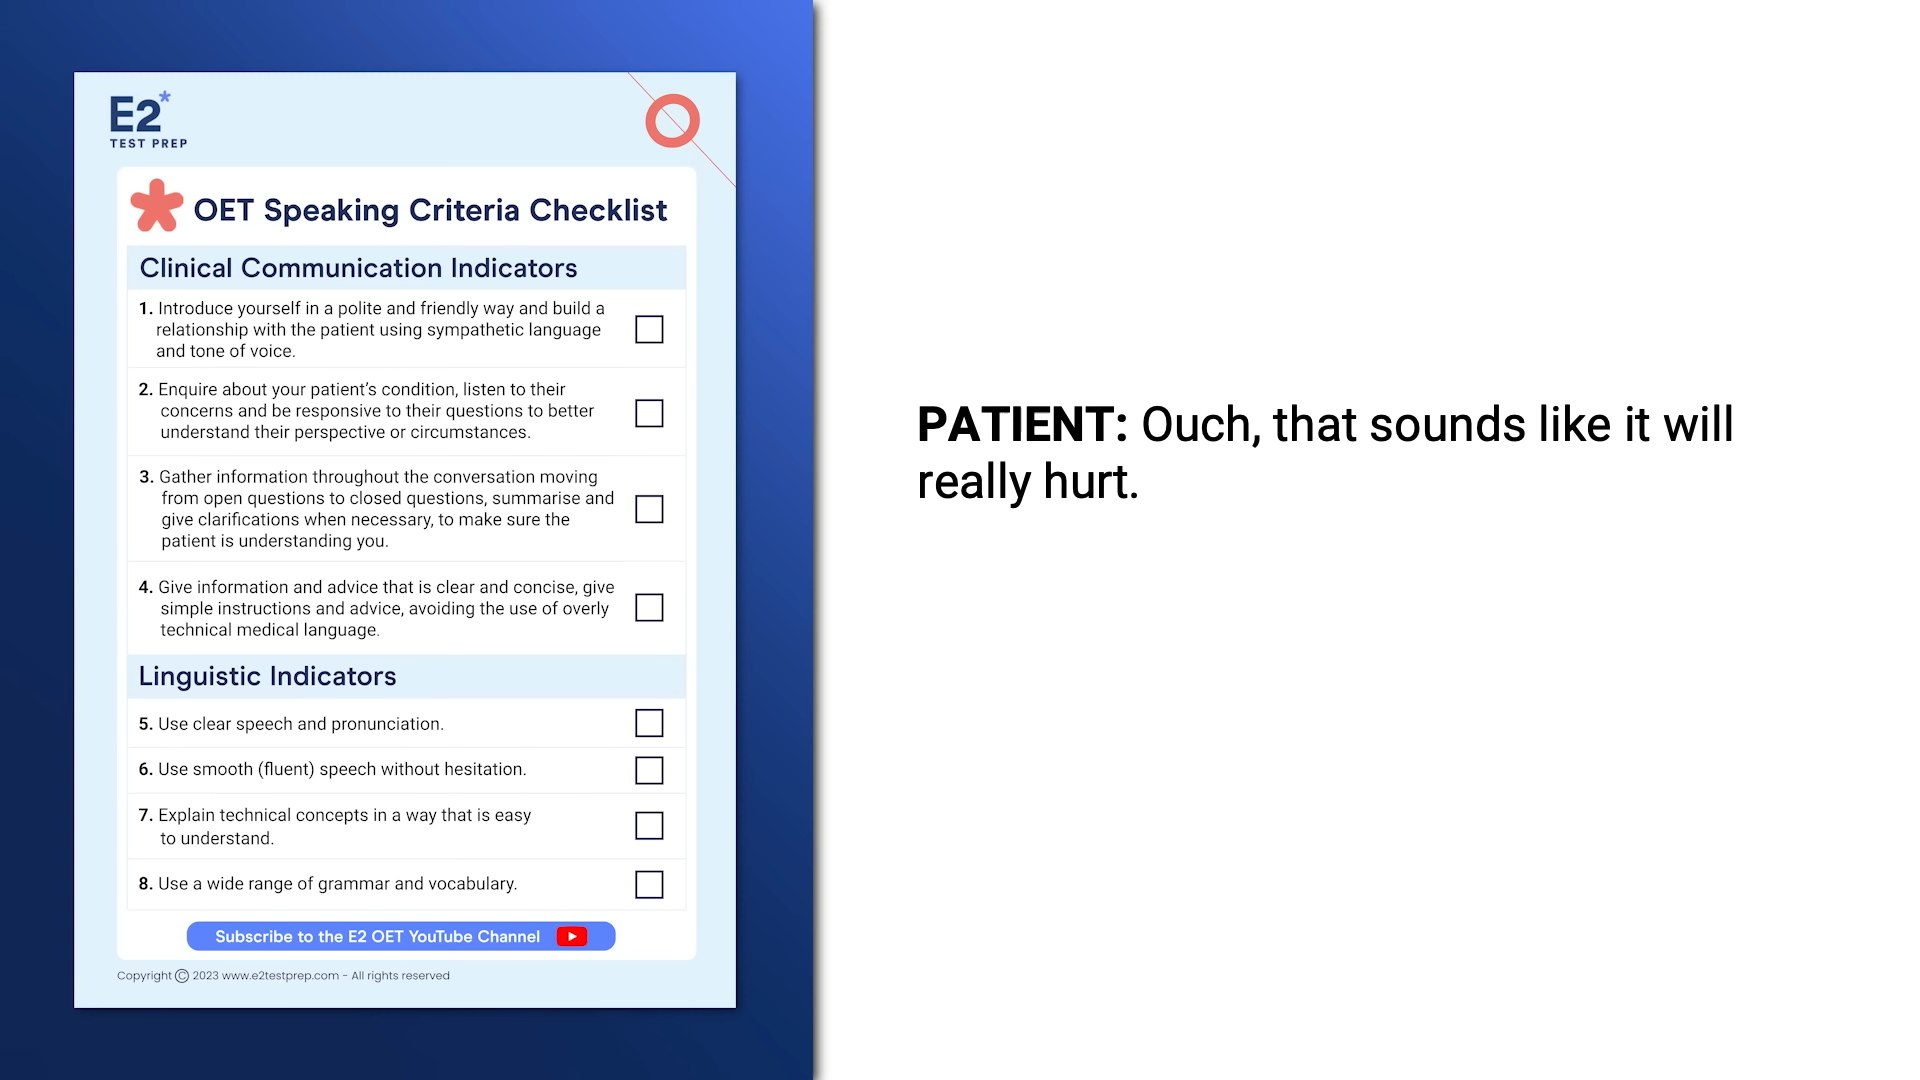 E2*
TEST PREP
OET Speaking Criteria Checklist
Clinical Communication Indicators
1. Introduce yourself in a polite and friendly way and build a
relationship with the patient using sympathetic language
and tone of voice.
2. Enquire about your patient's condition, listen to their
concerns and be responsive to their questions to better
understand their perspective or circumstances.
3. Gather information throughout the conversation moving
from open questions to closed questions, summarise and
give clarifications when necessary, to make sure the
patient is understanding you.
4. Give information and advice that is clear and concise, give
simple instructions and advice, avoiding the use of overly
technical medical language.
Linguistic Indicators
5. Use clear speech and pronunciation.
6. Use smooth (fluent) speech without hesitation.
7. Explain technical concepts in a way that is easy
to understand.
8. Use a wide range of grammar and vocabulary.
Subscribe to the E2 OET YouTube Channel
Copyright © 2023 www.e2testprep.com - All rights reserved
PATIENT: Ouch, that sounds like it will
really hurt.